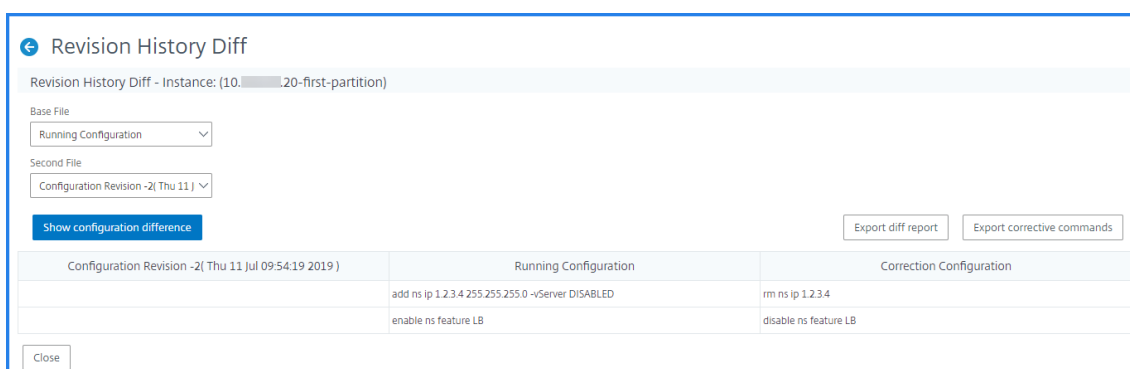 Revision History Diff
Revision History Diff - Instance: (10. .20-first-partition)
Base File
Running Configuration
Second File
Configuration Revision -2( Thu 11 J
Show configuration difference
Export diff report
Export corrective commands
Configuration Revision -2( Thu 11 Jul 09:54:19 2019 )
Running Configuration
Correction Configuration
add ns ip 1.2.3.4 255.255.255.0 -vServer DISABLED
rm ns ip 1.2.3.4
enable ns feature LB
disable ns feature LB
Close